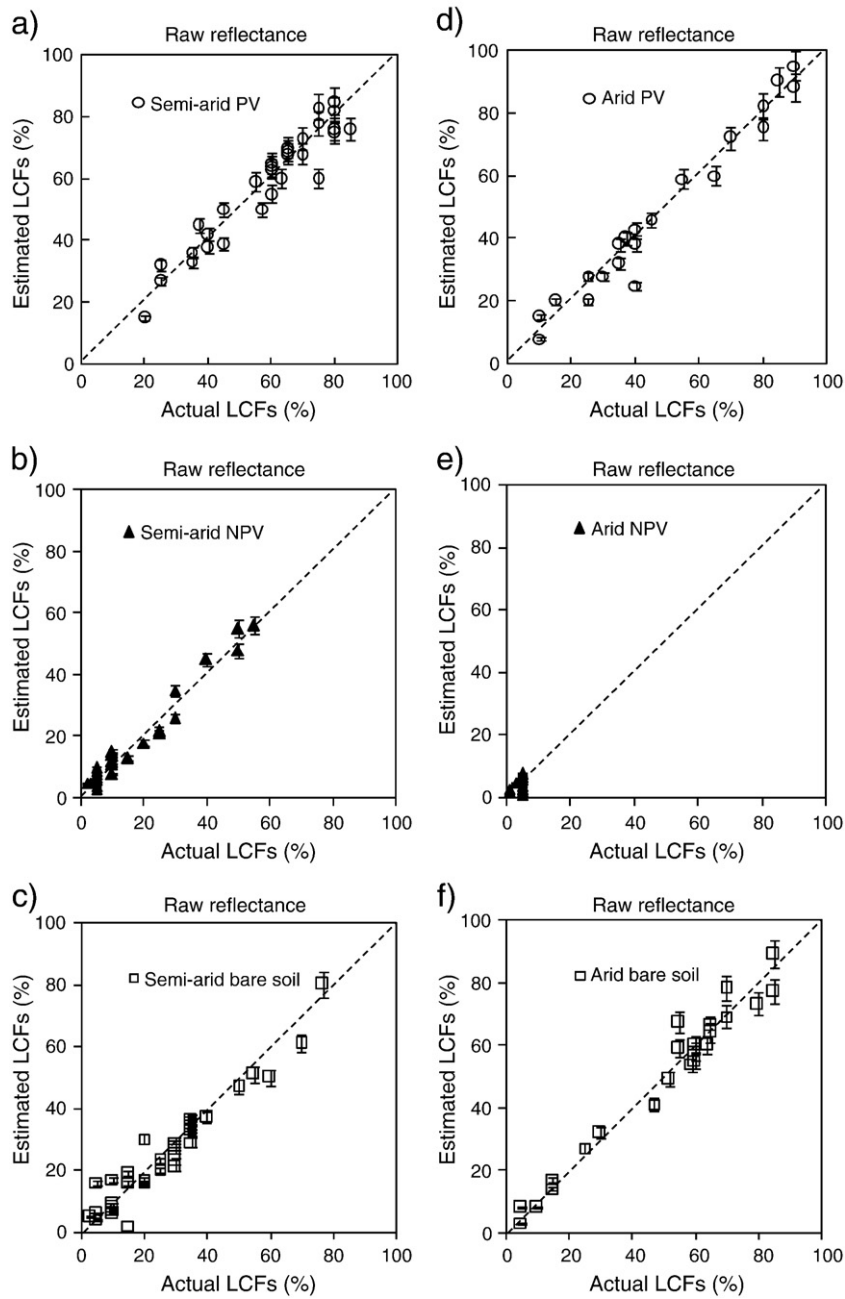 a)
Raw reflectance
100
80
60
40
20
0
Semi-arid PV
Estimated LCFs (%)
0 20 40 60 80 100
Actual LCFs (%)
d)
Raw reflectance
100
80
60
40
20
0
Arid PV
Estimated LCFs (%)
0 20 40 60 80 100
Actual LCFs (%)
b)
Raw reflectance
100
80
60
40
20
0
Semi-arid NPV
Estimated LCFs (%)
0 20 40 60 80 100
Actual LCFs (%)
e)
Raw reflectance
100
80
60
40
20
0
Arid NPV
Estimated LCFs (%)
0 20 40 60 80 100
Actual LCFs (%)
c)
Raw reflectance
100
80
60
40
20
0
Semi-arid bare soil
Estimated LCFs (%)
0 20 40 60 80 100
Actual LCFs (%)
f)
Raw reflectance
100
80
60
40
20
0
Arid bare soil
Estimated LCFs (%)
0 20 40 60 80 100
Actual LCFs (%)